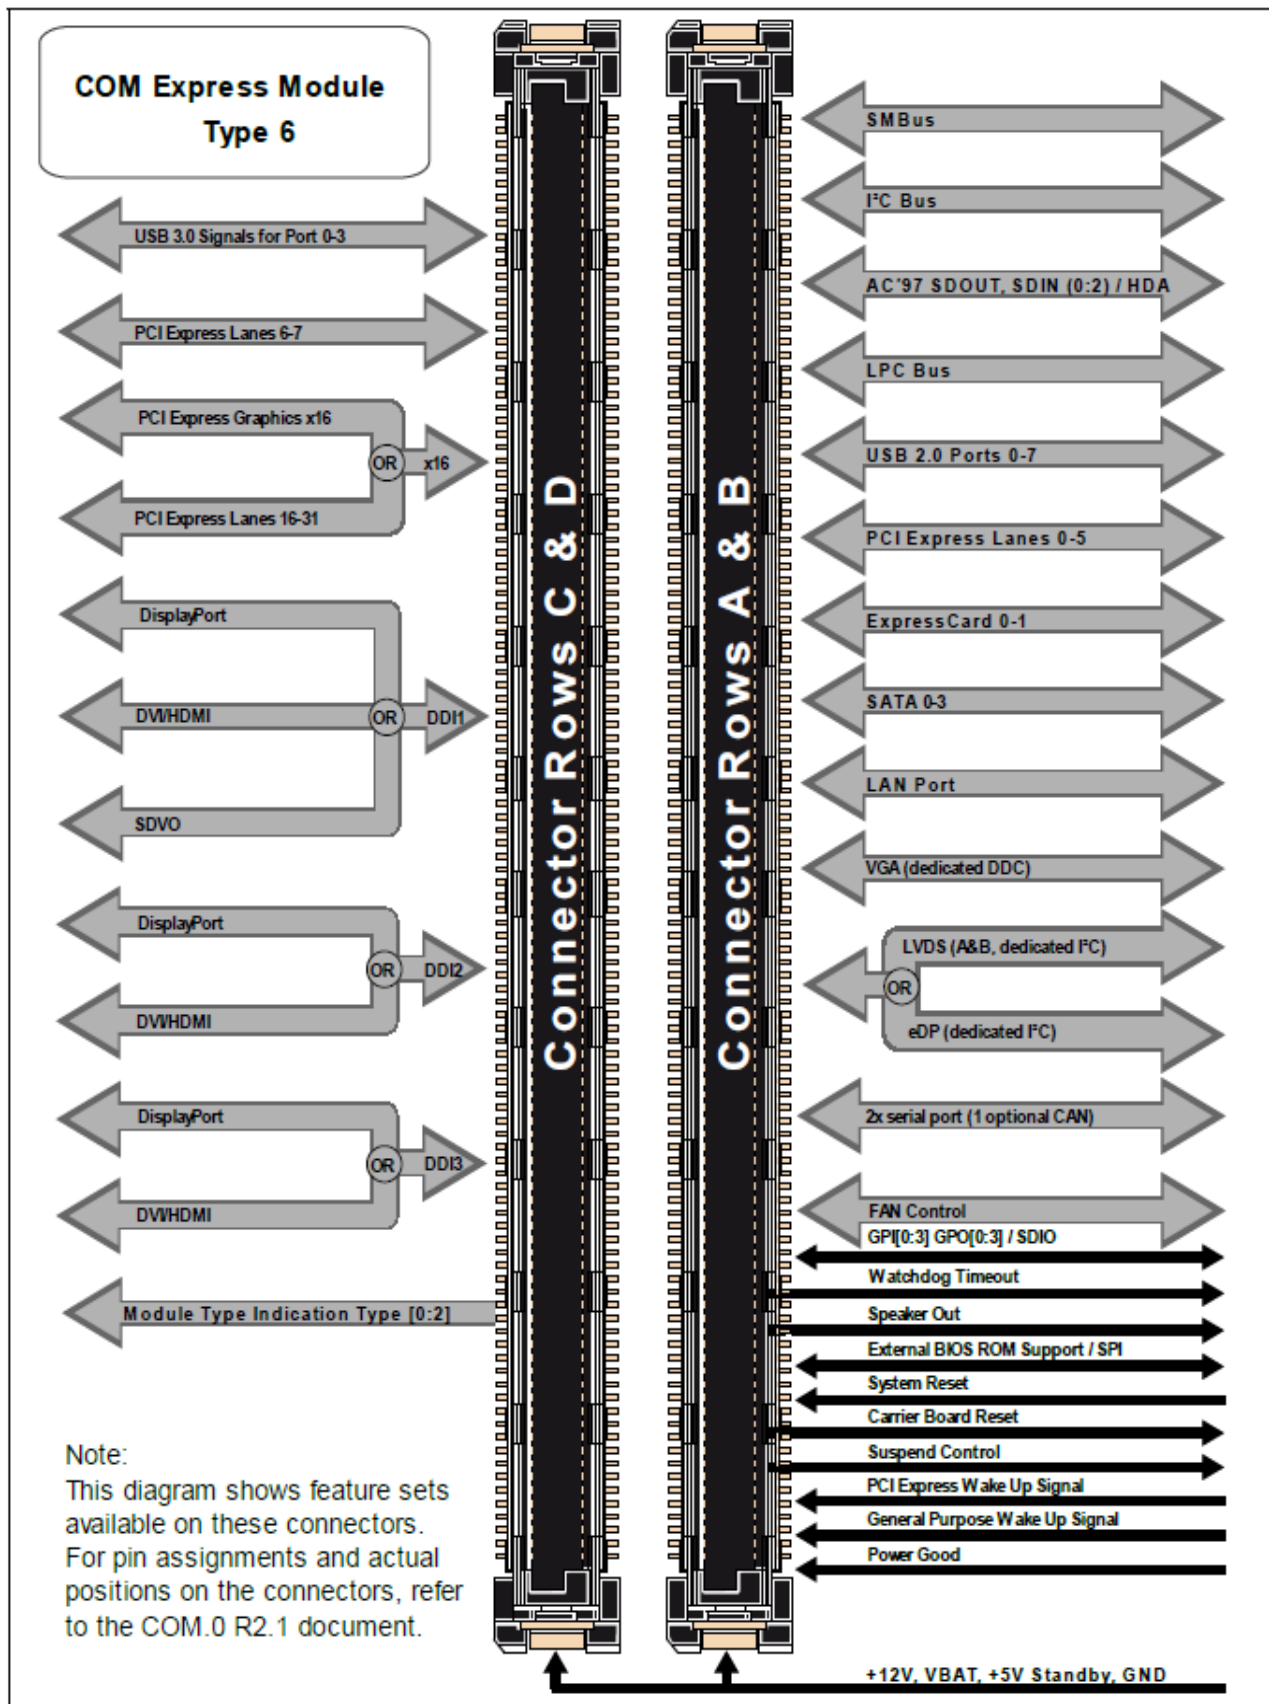 COM Express Module
Type 6
USB 3.0 Signals for Port 0-3
PCI Express Lanes 6-7
PCI Express Graphics x16
OR
x16
PCI Express Lanes 16-31
DisplayPort
DVI/HDMI
OR
DDI1
SDVO
DisplayPort
OR
DDI2
DVI/HDMI
DisplayPort
OR
DDI3
DVI/HDMI
Module Type Indication Type [0:2]
Note:
This diagram shows feature sets
available on these connectors.
For pin assignments and actual
positions on the connectors, refer
to the COM.0 R2.1 document.
Connector Rows C & D
Connector Rows A & B
SMBus
I²C Bus
AC'97 SDOUT, SDIN (0:2) / HDA
LPC Bus
USB 2.0 Ports 0-7
PCI Express Lanes 0-5
ExpressCard 0-1
SATA 0-3
LAN Port
VGA (dedicated DDC)
LVDS (A&B, dedicated I²C)
OR
eDP (dedicated I²C)
2x serial port (1 optional CAN)
FAN Control
GPI[0:3] GPO[0:3] / SDIO
Watchdog Timeout
Speaker Out
External BIOS ROM Support / SPI
System Reset
Carrier Board Reset
Suspend Control
PCI Express Wake Up Signal
General Purpose Wake Up Signal
Power Good
+12V, VBAT, +5V Standby, GND